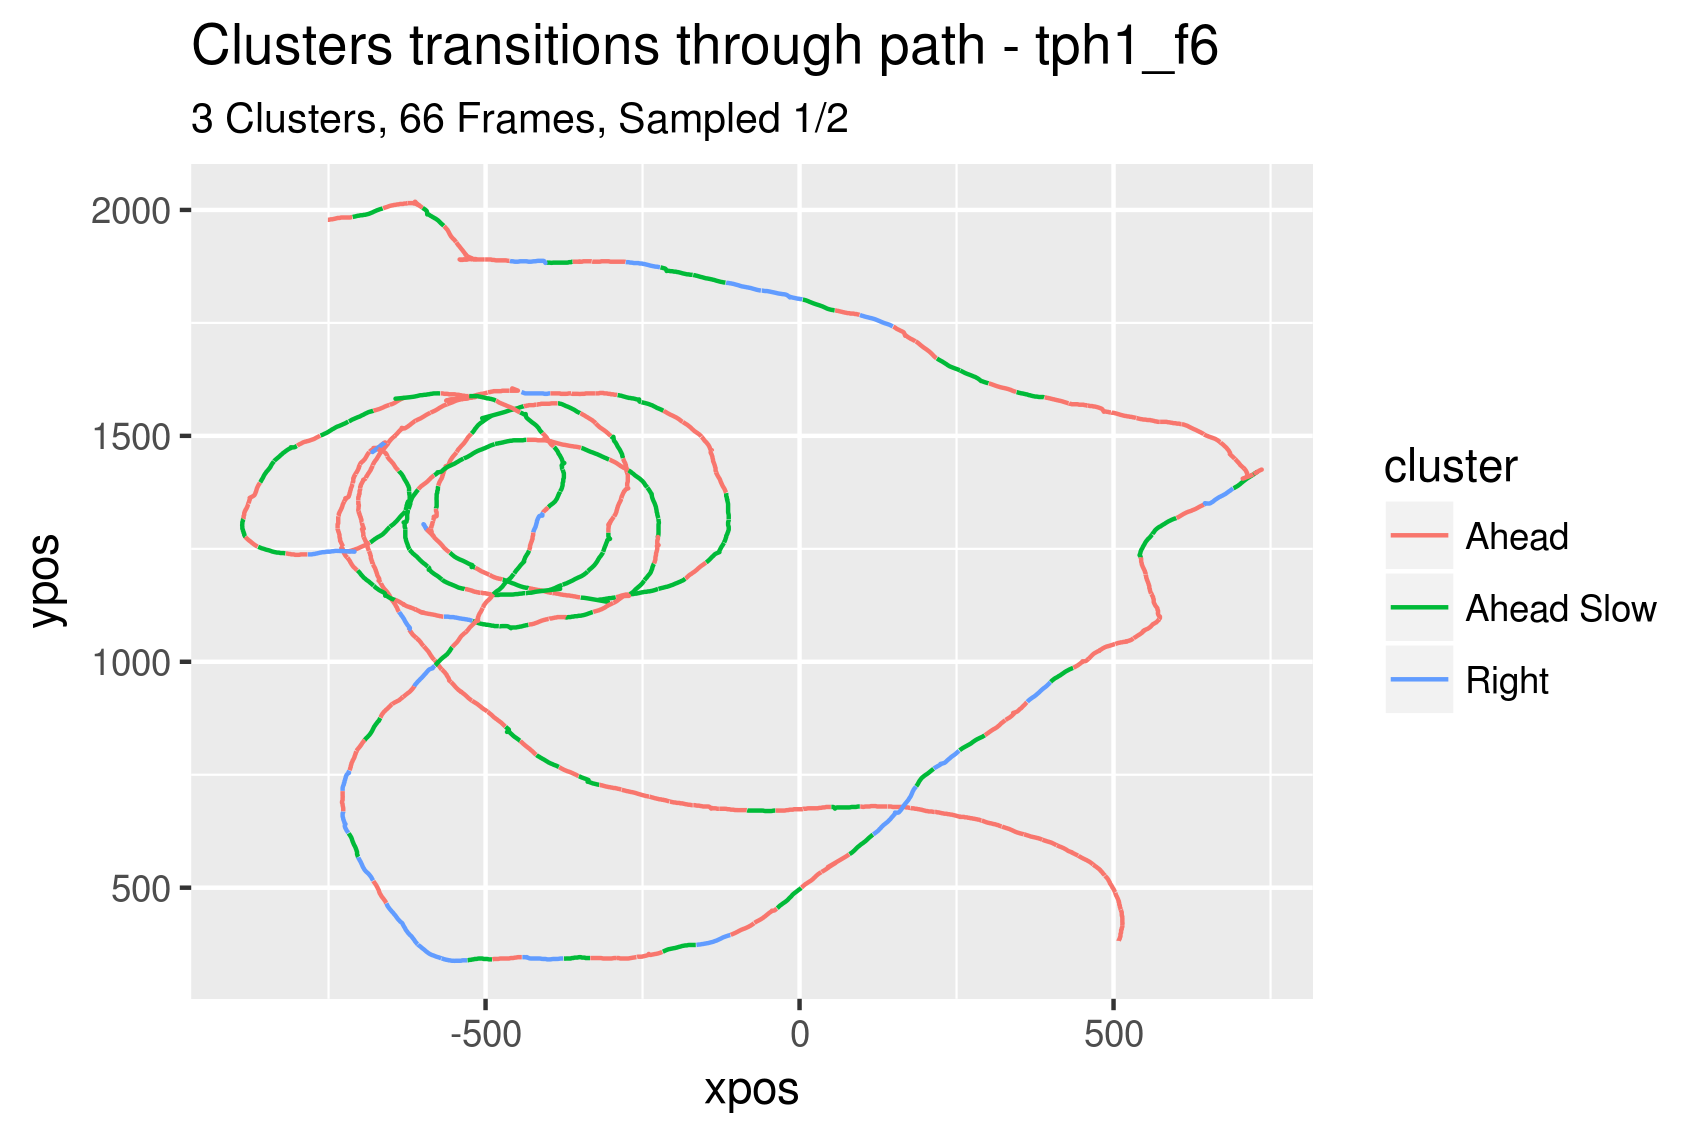 Clusters transitions through path - tph1_f6
3 Clusters, 66 Frames, Sampled 1/2
2000
1500
1000
500
ypos
-500
0
500
xpos
cluster
Ahead
Ahead Slow
Right